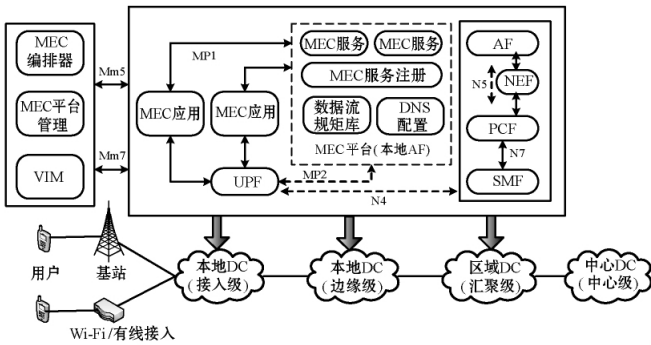 MEC
编排器
MEC平台
管理
VIM
Mm5
Mm7
MP1
MEC应用
MEC应用
UPF
MEC服务
MEC服务
MEC服务注册
数据流
规矩库
DNS
配置
MEC平台(本地AF)
MP2
N4
AF
N5
NEF
PCF
N7
SMF
用户
基站
Wi-Fi/有线接入
本地DC
(接入级)
本地DC
(边缘级)
区域DC
(汇聚级)
中心DC
(中心级)